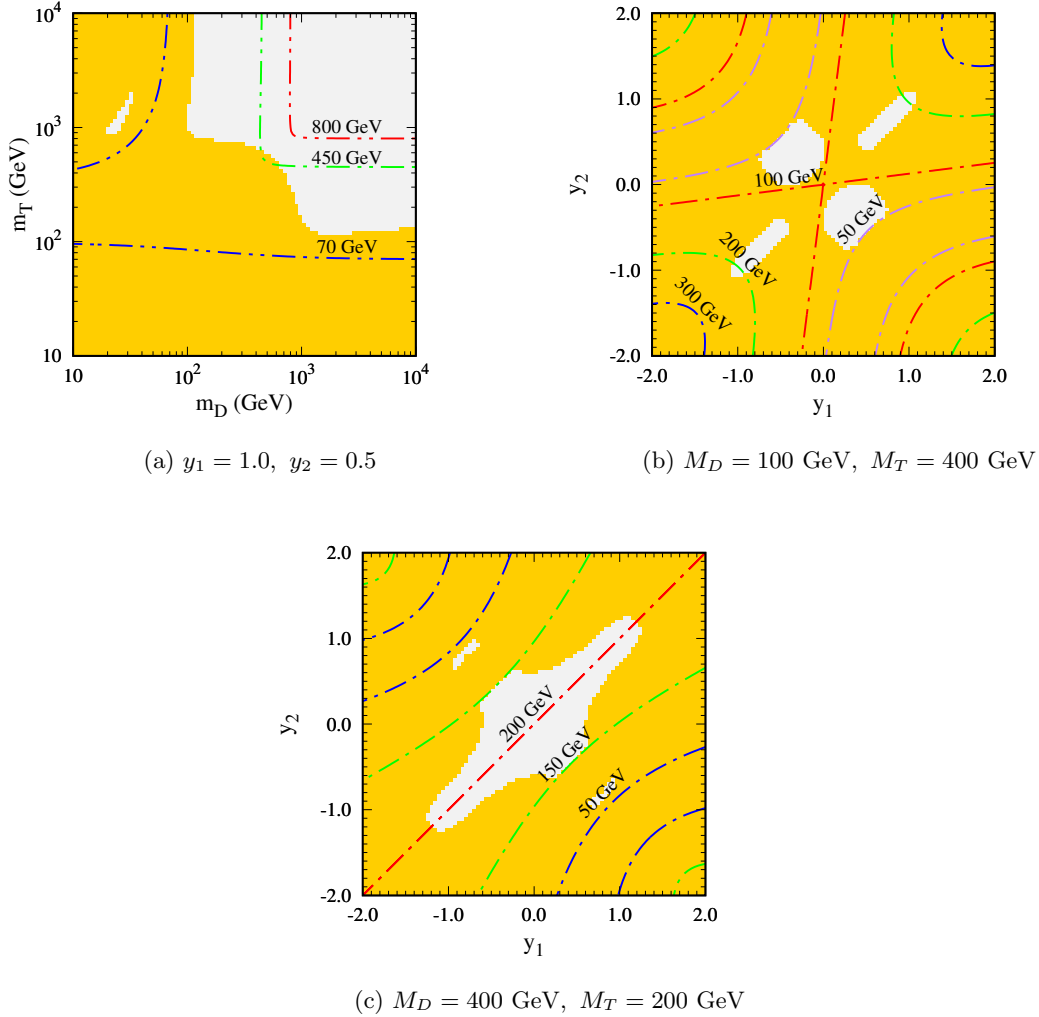 10^4
10^3
10^2
10
m_T (GeV)
800 GeV
450 GeV
70 GeV
10 10^2 10^3 10^4
m_D (GeV)
(a) y_1 = 1.0, y_2 = 0.5
2.0
1.0
0.0
-1.0
-2.0
y_2
100 GeV
50 GeV
200 GeV
300 GeV
-2.0 -1.0 0.0 1.0 2.0
y_1
(b) M_D = 100 GeV, M_T = 400 GeV
2.0
1.0
0.0
-1.0
-2.0
y_2
200 GeV
150 GeV
50 GeV
-2.0 -1.0 0.0 1.0 2.0
y_1
(c) M_D = 400 GeV, M_T = 200 GeV